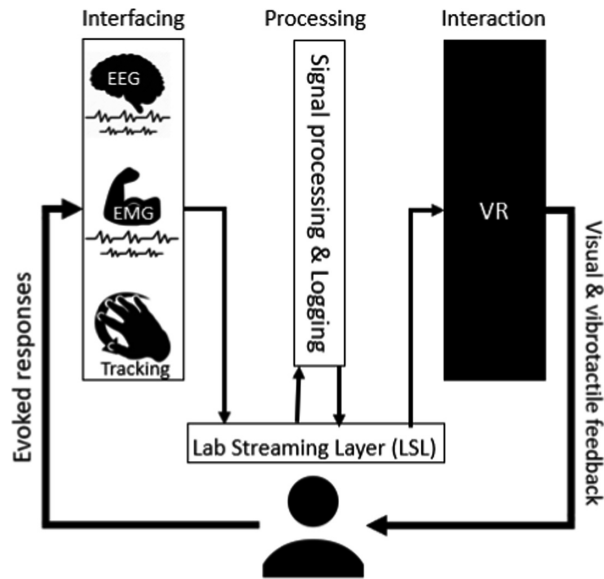 Interfacing
Processing
Interaction
EEG
EMG
Tracking
Signal processing & Logging
VR
Evoked responses
Visual & vibrotactile feedback
Lab Streaming Layer (LSL)